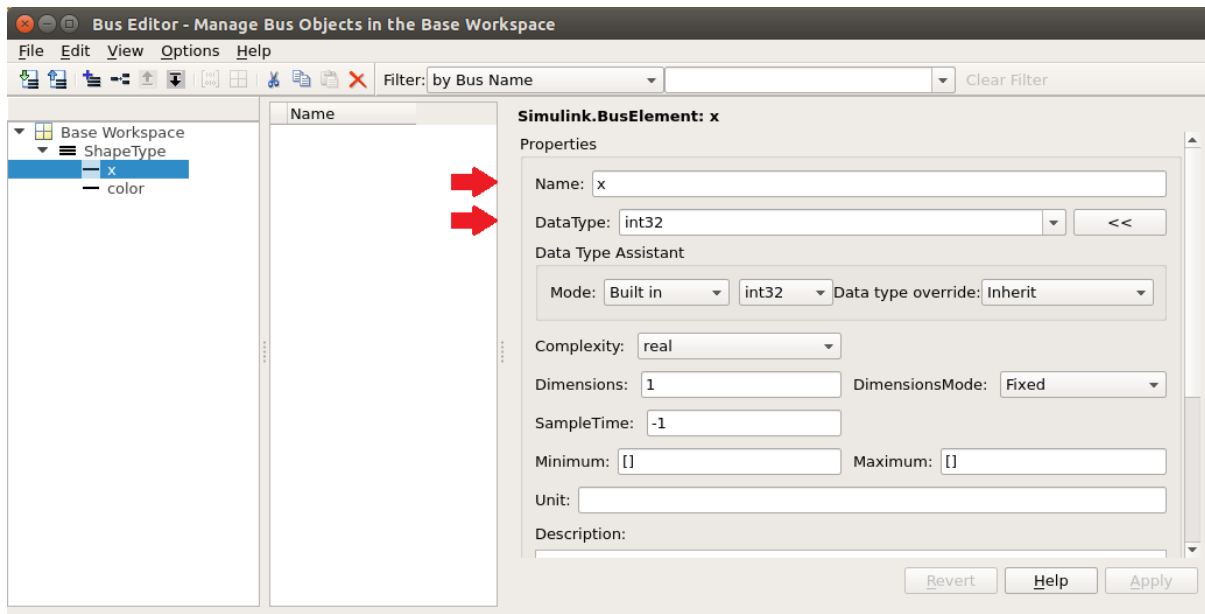 Bus Editor - Manage Bus Objects in the Base Workspace
File Edit View Options Help
Filter: by Bus Name Clear Filter
Base Workspace
ShapeType
x
color
Name
Simulink.BusElement: x
Properties
Name: x
DataType: int32 <<
Data Type Assistant
Mode: Built in int32 Data type override: Inherit
Complexity: real
Dimensions: 1 DimensionsMode: Fixed
SampleTime: -1
Minimum: [] Maximum: []
Unit:
Description:
Revert Help Apply